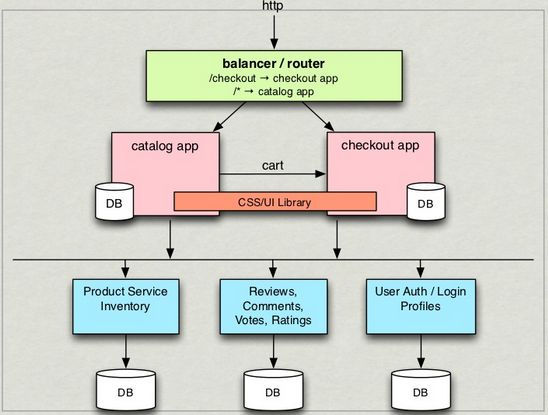 http
balancer / router
/checkout → checkout app
/* → catalog app
catalog app
checkout app
cart
DB
CSS/UI Library
DB
Product Service
Inventory
Reviews,
Comments,
Votes, Ratings
User Auth / Login
Profiles
DB
DB
DB